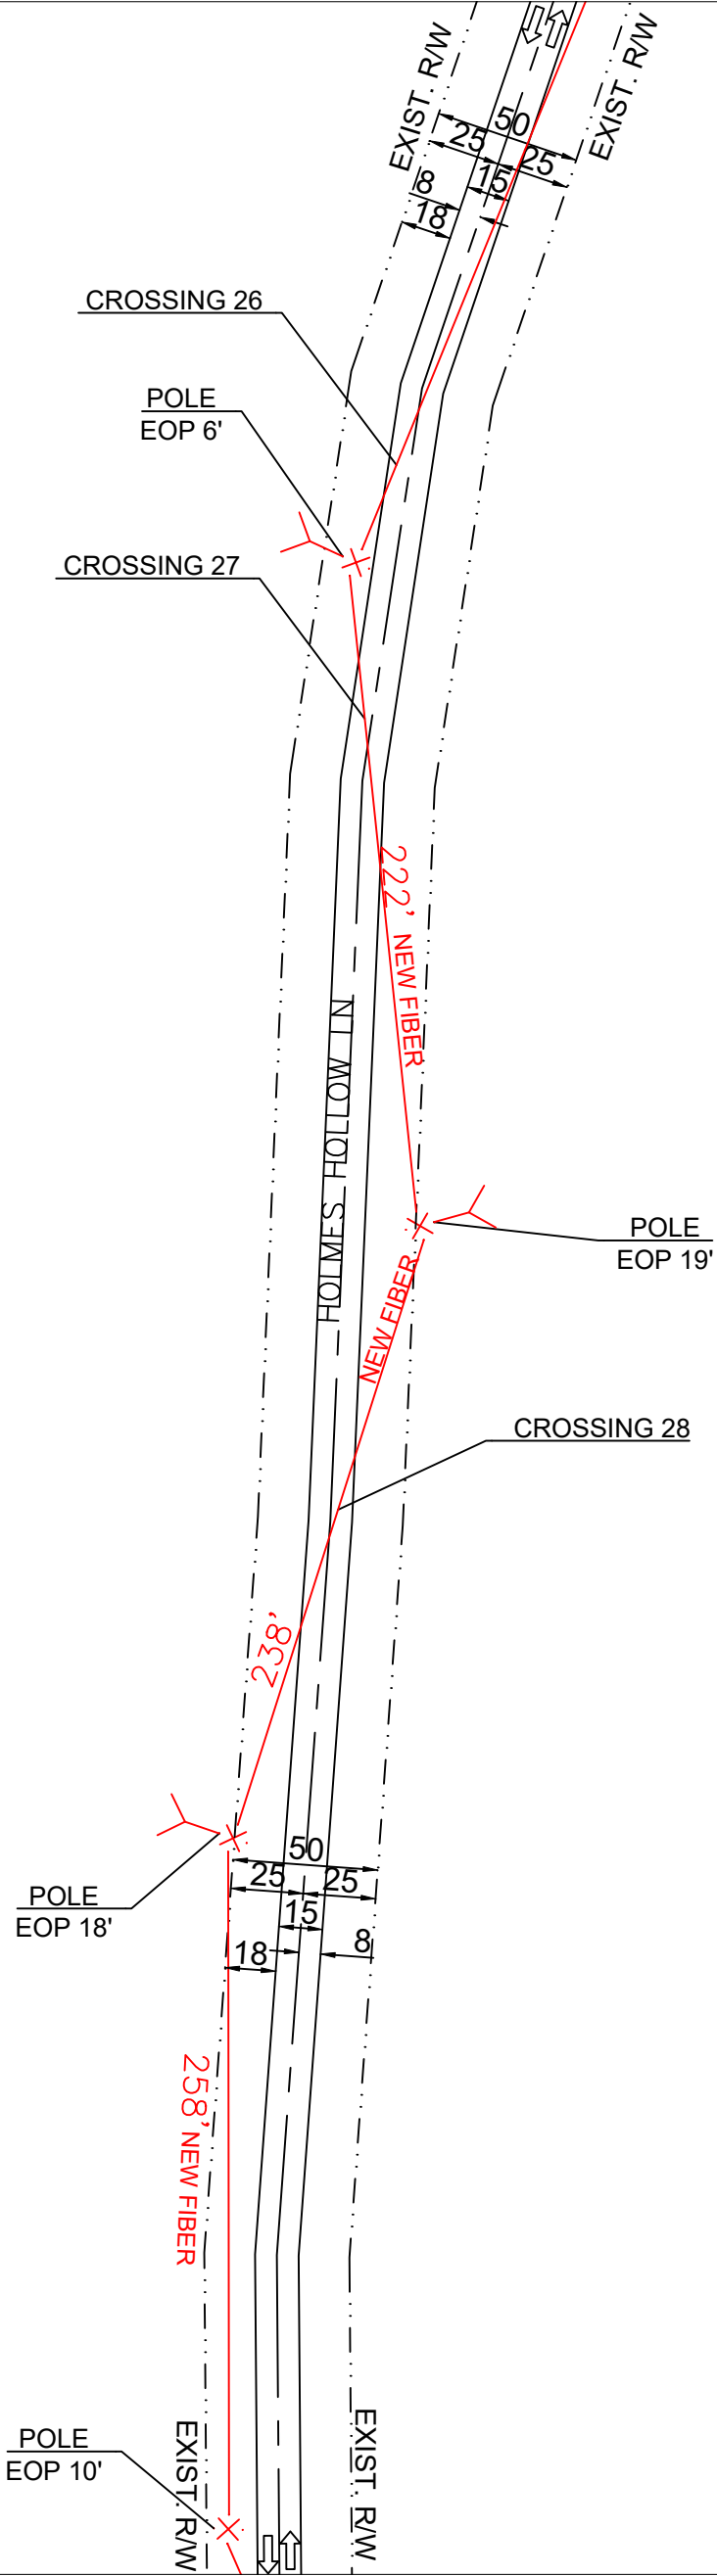 EXIST. R/W
EXIST. R/W
50
25
25
15
8
18
CROSSING 26
POLE
EOP 6'
CROSSING 27
222' NEW FIBER
HOLMES HOLLOW LN
POLE
EOP 19'
NEW FIBER
CROSSING 28
238'
50
25
25
15
18
8
POLE
EOP 18'
258' NEW FIBER
POLE
EOP 10'
EXIST. R/W
EXIST. R/W